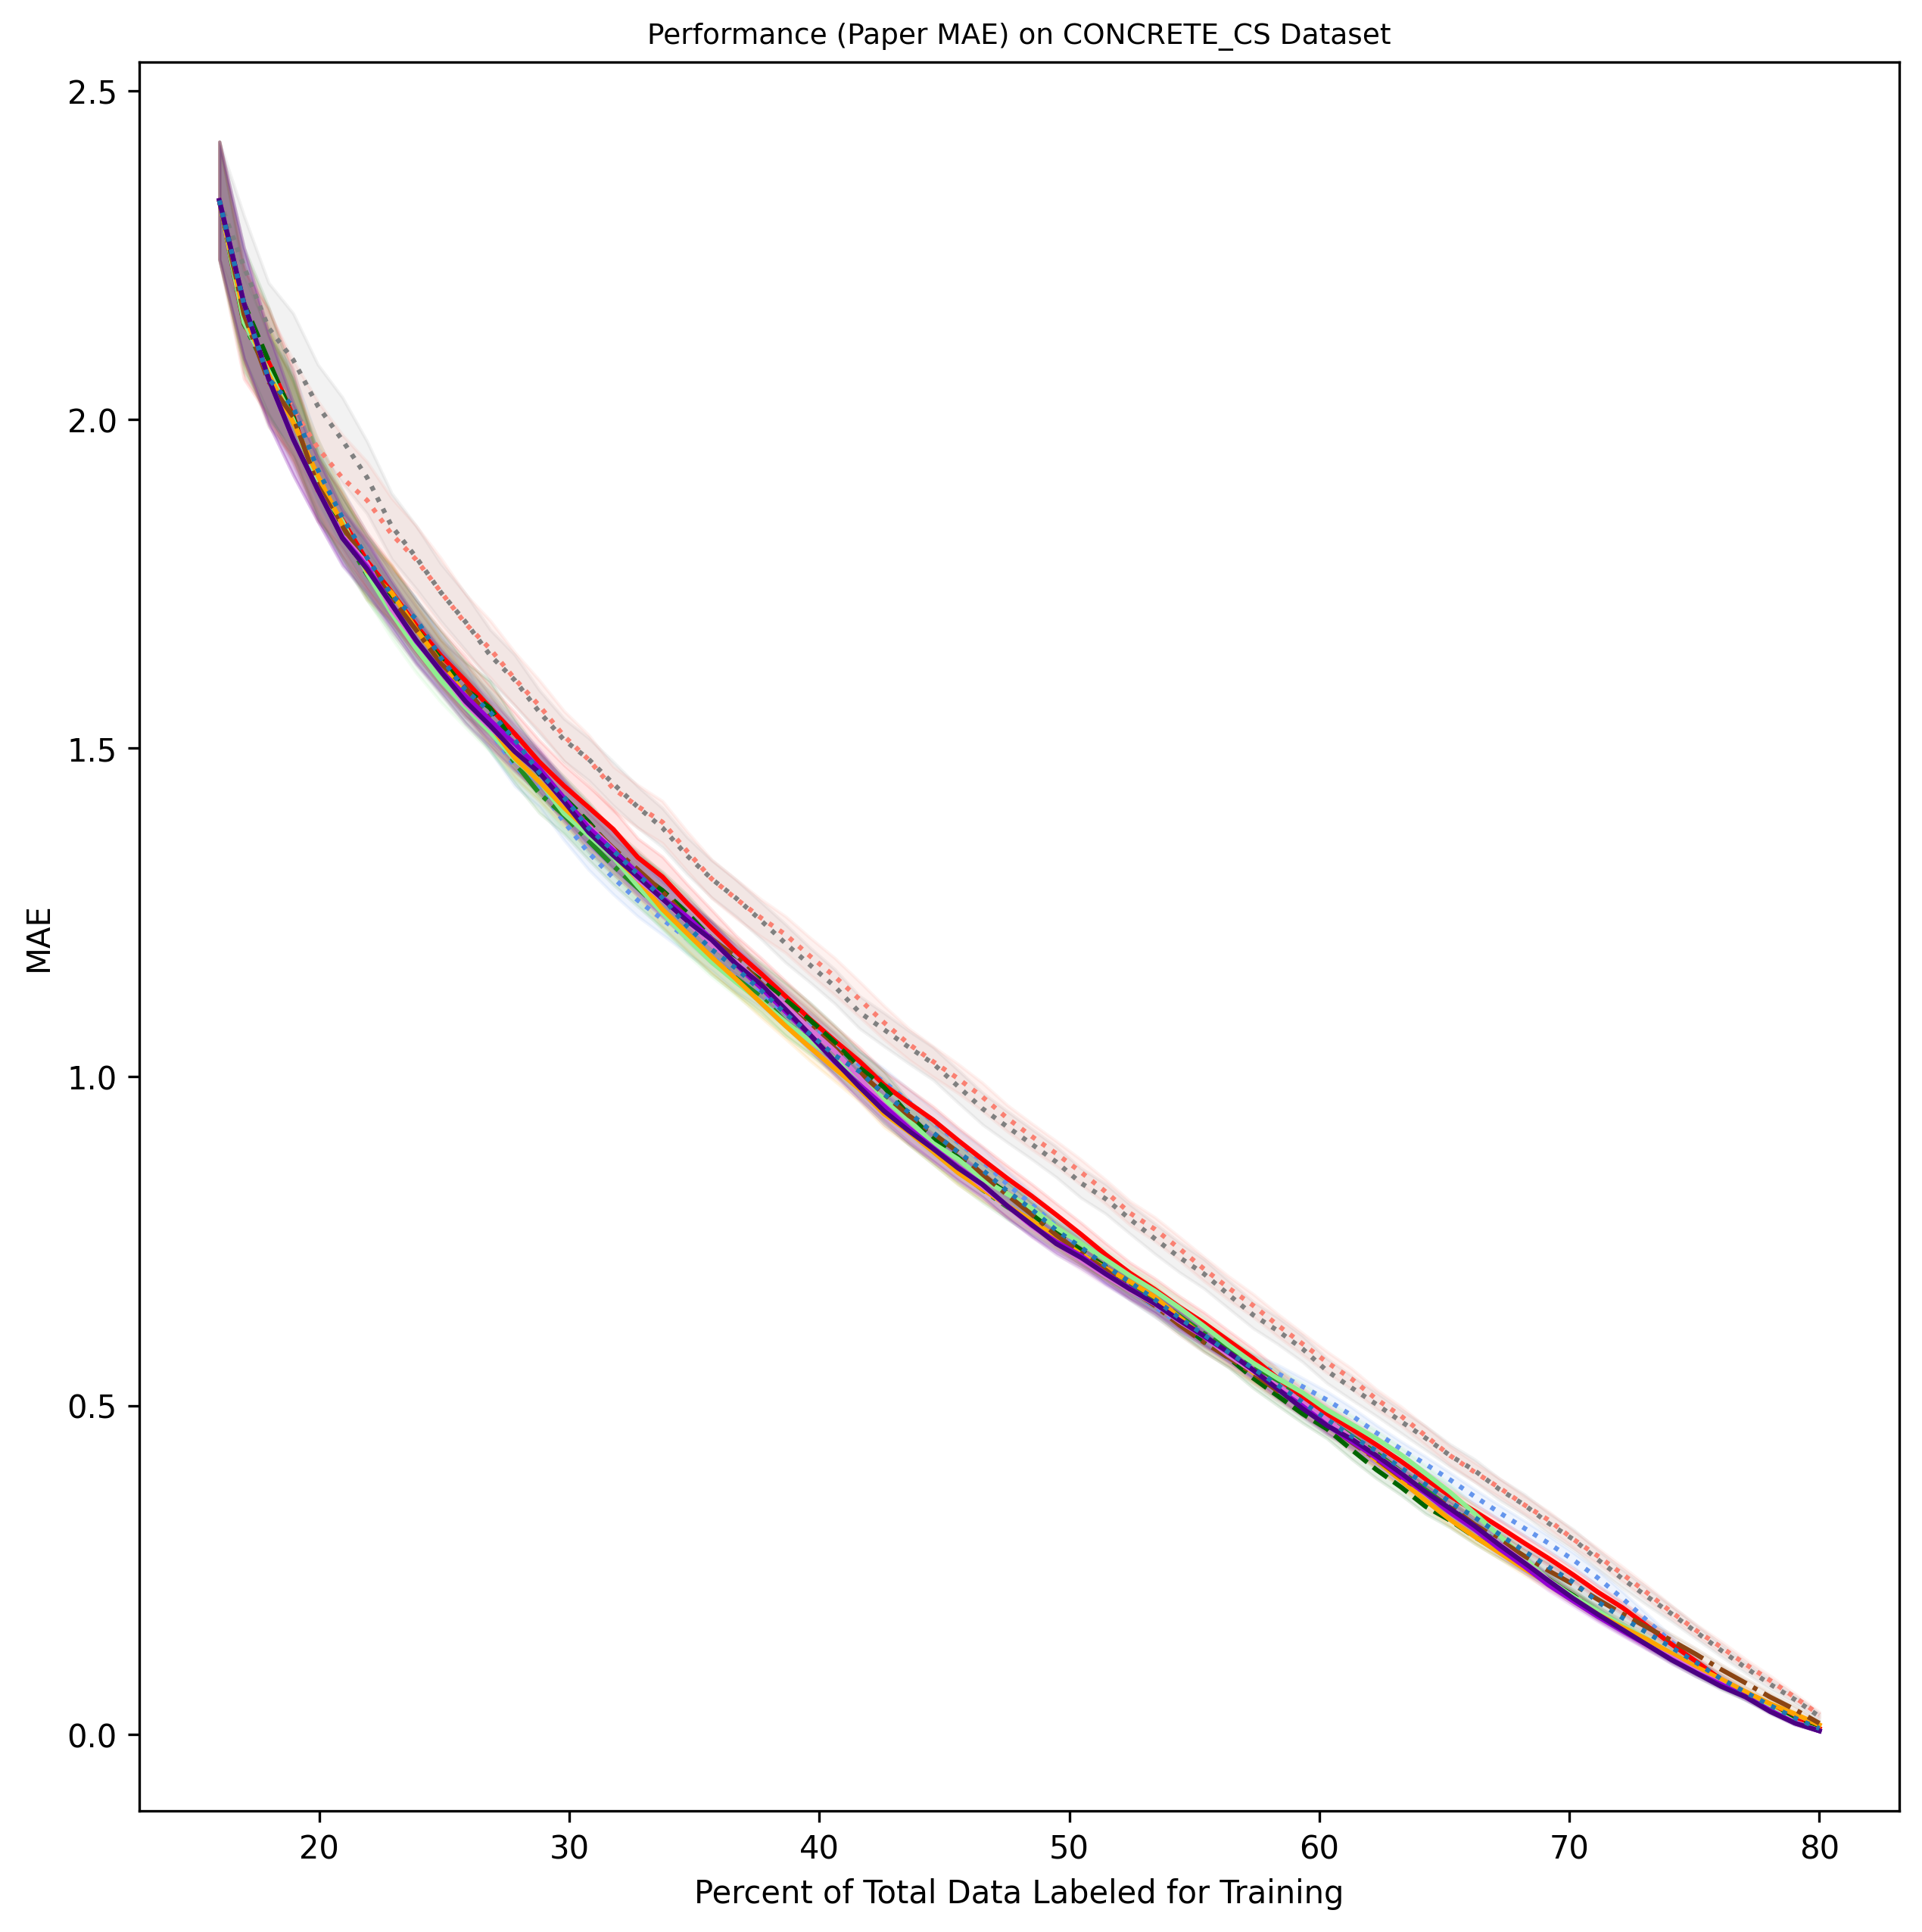 Performance (Paper MAE) on CONCRETE_CS Dataset
2.5
2.0
1.5
1.0
0.5
0.0
MAE
20 30 40 50 60 70 80
Percent of Total Data Labeled for Training